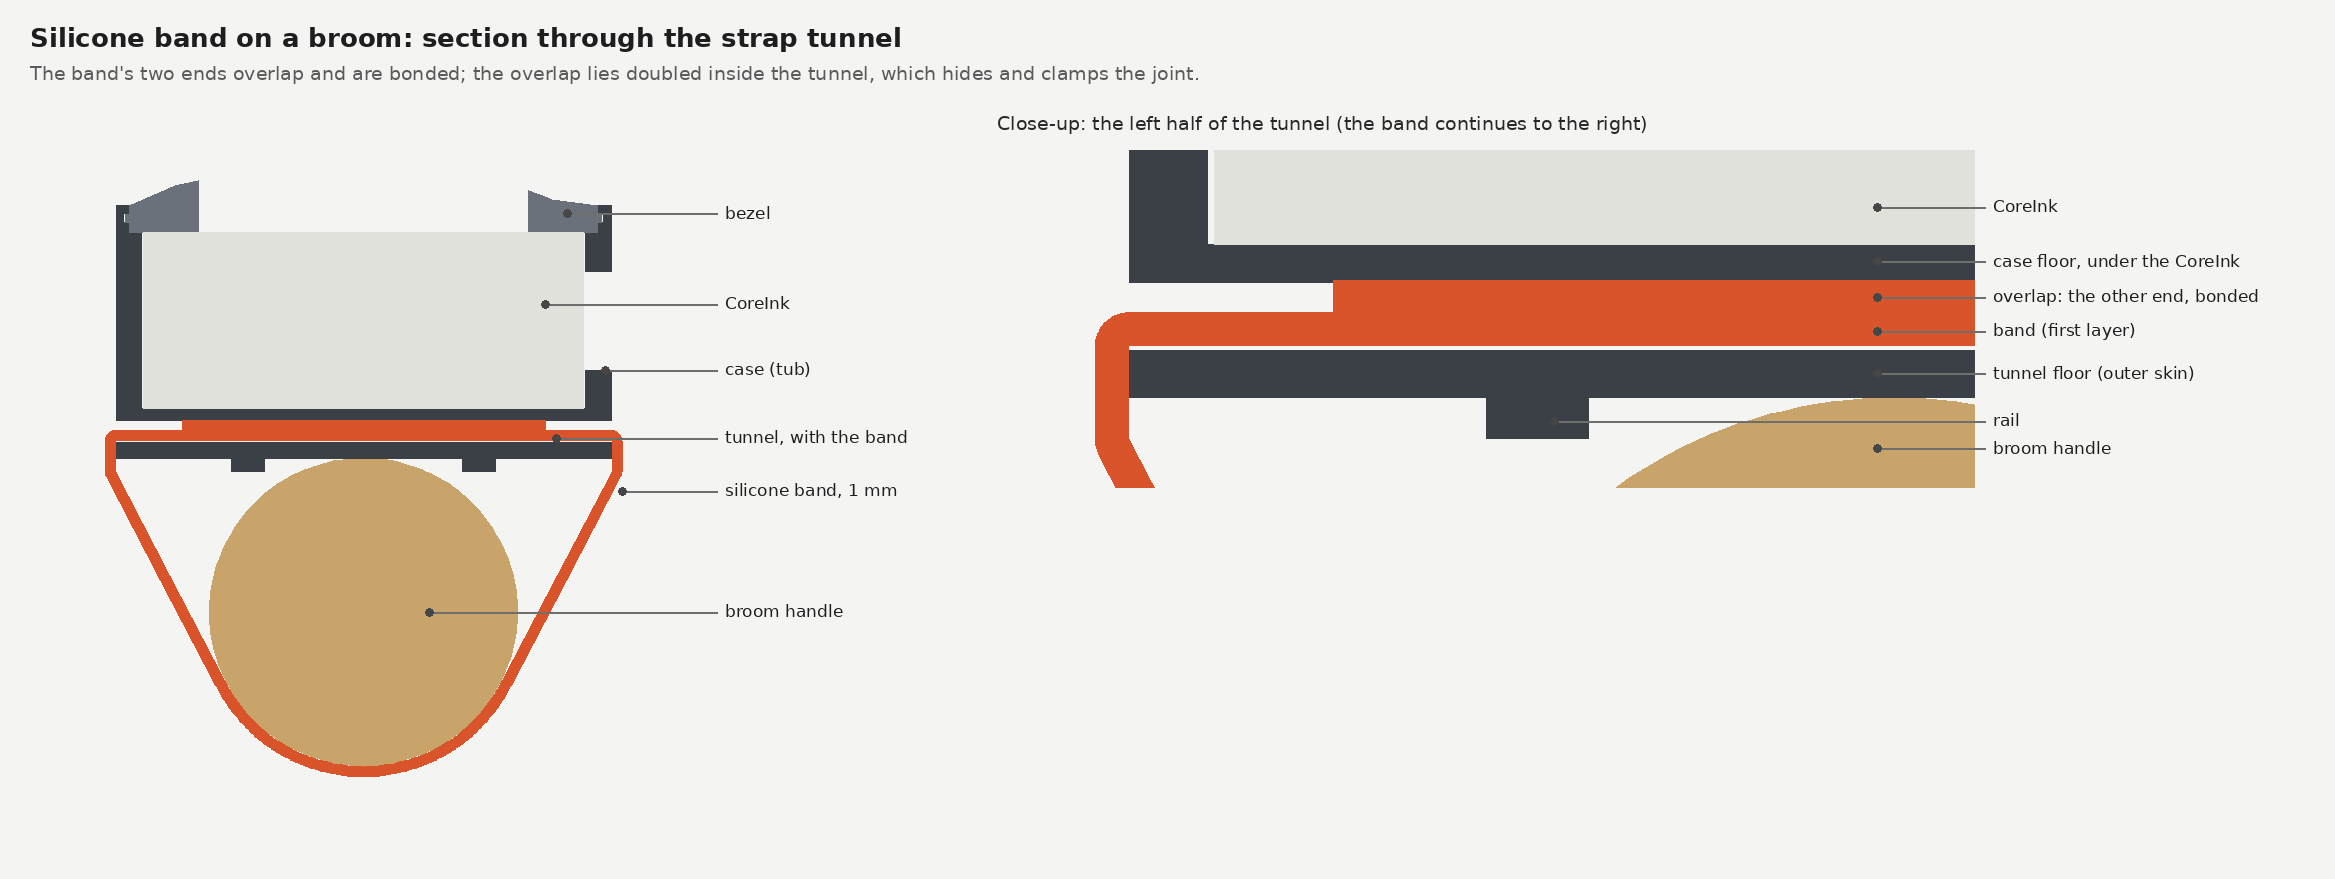 Silicone band on a broom: section through the strap tunnel
The band's two ends overlap and are bonded; the overlap lies doubled inside the tunnel, which hides and clamps the joint.
bezel
CoreInk
case (tub)
tunnel, with the band
silicone band, 1 mm
broom handle
Close-up: the left half of the tunnel (the band continues to the right)
CoreInk
case floor, under the CoreInk
overlap: the other end, bonded
band (first layer)
tunnel floor (outer skin)
rail
broom handle